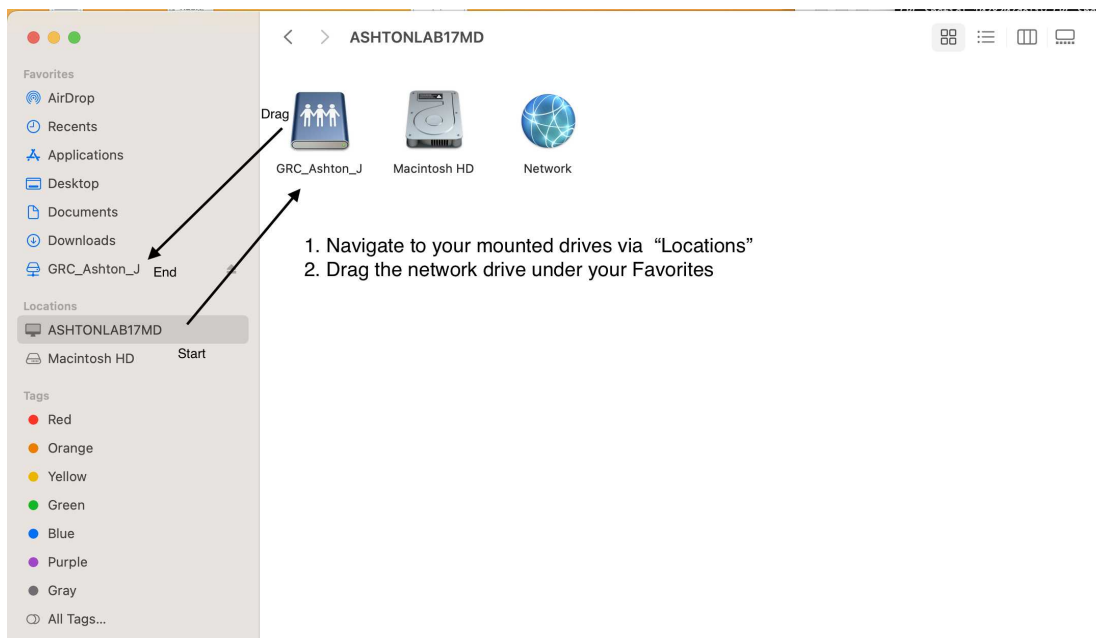 ASHTONLAB17MD
Favorites
AirDrop
Recents
Applications
Desktop
Documents
Downloads
GRC_Ashton_J
End
Locations
ASHTONLAB17MD
Macintosh HD
Start
Tags
Red
Orange
Yellow
Green
Blue
Purple
Gray
All Tags...
Drag
GRC_Ashton_J
Macintosh HD
Network
1. Navigate to your mounted drives via “Locations”
2. Drag the network drive under your Favorites